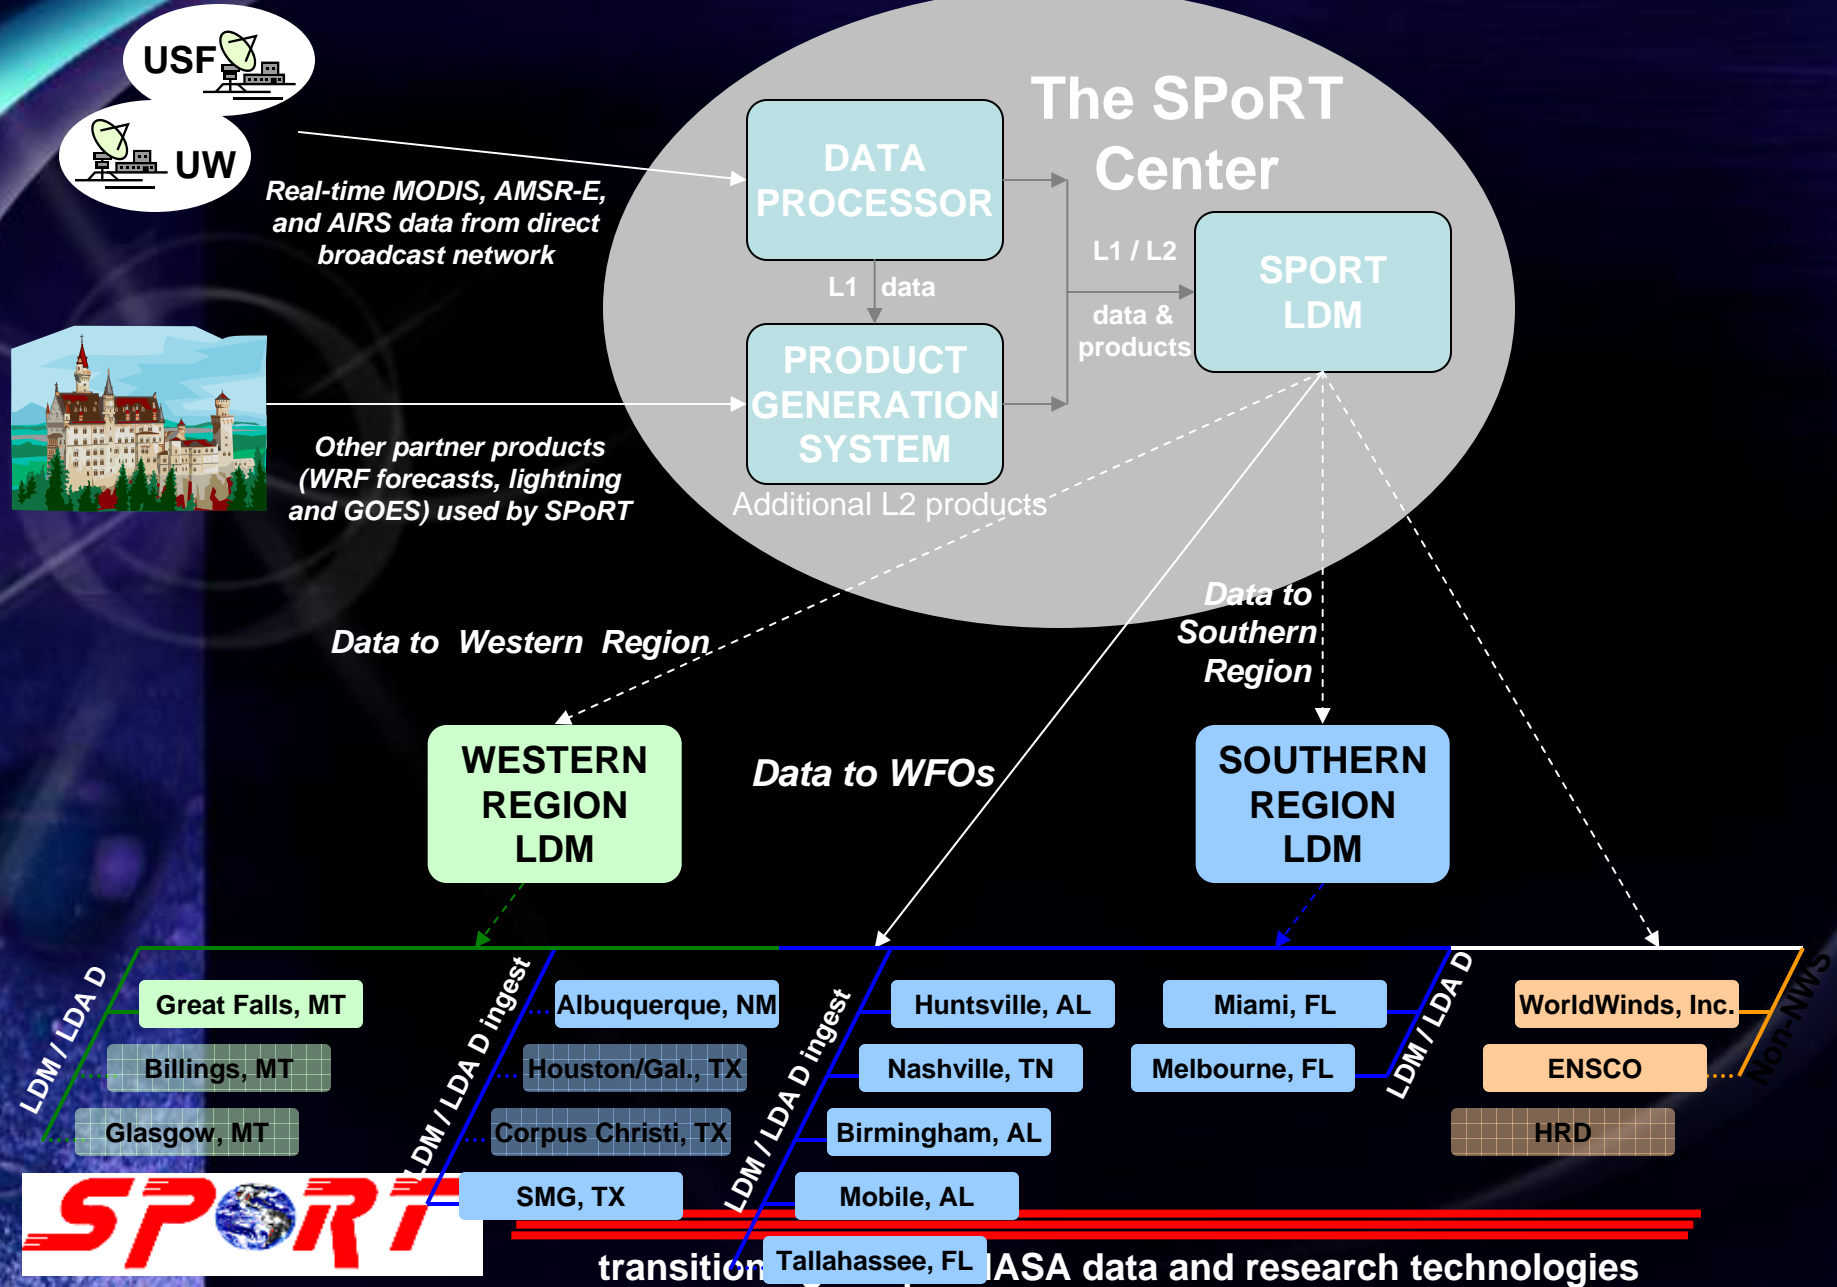 USF
UW
The SPoRT
Center
DATA
PROCESSOR
Real-time MODIS, AMSR-E,
and AIRS data from direct
broadcast network
L1 / L2
data &
products
SPORT
LDM
L1 data
PRODUCT
GENERATION
SYSTEM
Additional L2 products
Other partner products
(WRF forecasts, lightning
and GOES) used by SPoRT
Data to Western Region
Data to
Southern
Region
Data to WFOs
WESTERN
REGION
LDM
SOUTHERN
REGION
LDM
LDM / LDA D
Great Falls, MT
Billings, MT
Glasgow, MT
LDM / LDA D ingest
Albuquerque, NM
Houston/Gal., TX
Corpus Christi, TX
SMG, TX
LDM / LDA D ingest
Huntsville, AL
Nashville, TN
Birmingham, AL
Mobile, AL
Tallahassee, FL
Miami, FL
Melbourne, FL
LDM / LDA D
WorldWinds, Inc.
ENSCO
HRD
Non-NWS
SPORT
data and research technologies